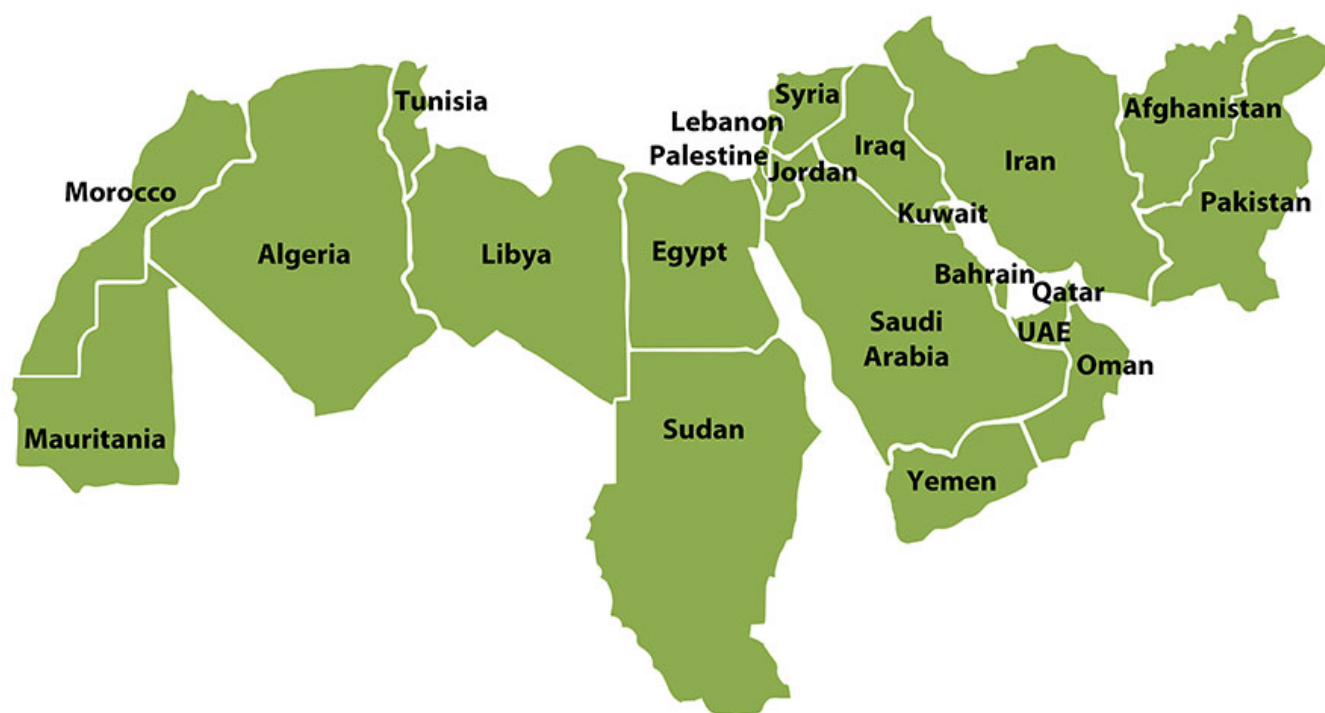 Tunisia
Syria
Afghanistan
Lebanon
Palestine
Iraq
Iran
Jordan
Morocco
Pakistan
Kuwait
Algeria
Libya
Egypt
Bahrain
Qatar
Saudi
Arabia
UAE
Oman
Mauritania
Sudan
Yemen